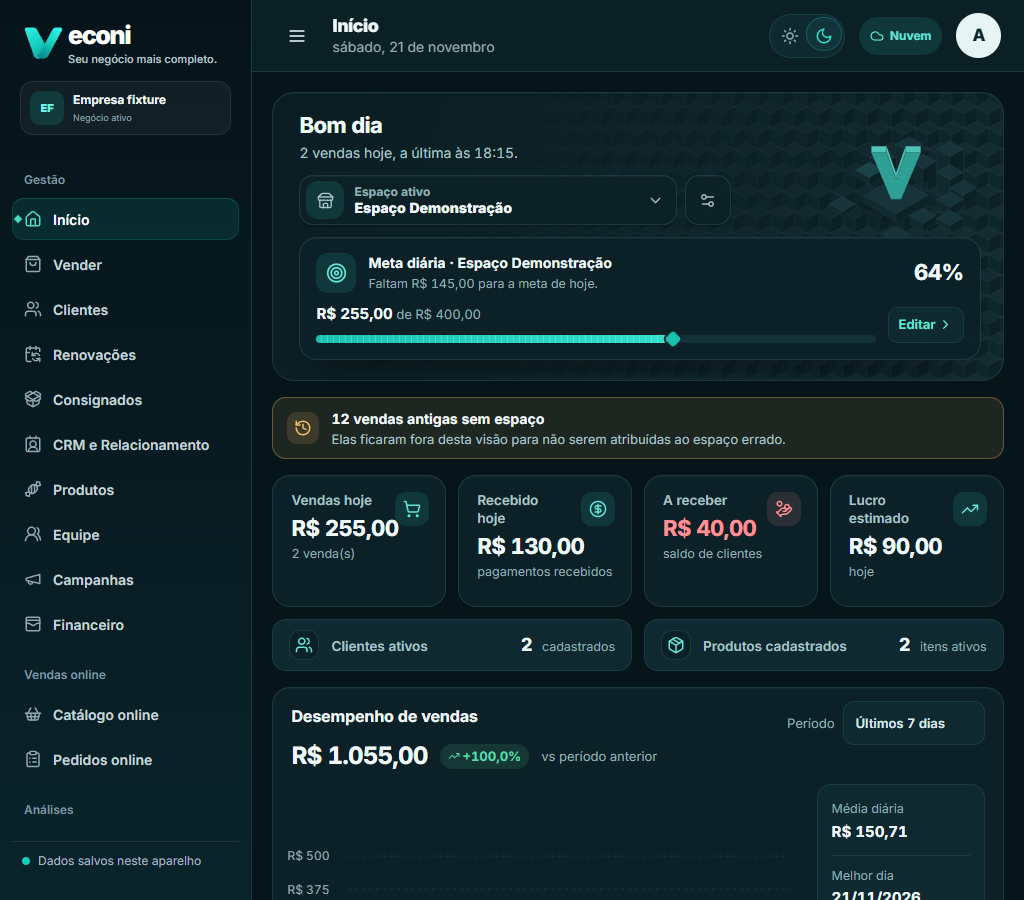 Veconi
Seu negócio mais completo.
EF
Empresa fixture
Negócio ativo
Gestão
Início
Vender
Clientes
Renovações
Consignados
CRM e Relacionamento
Produtos
Equipe
Campanhas
Financeiro
Vendas online
Catálogo online
Pedidos online
Análises
Dados salvos neste aparelho
Início
sábado, 21 de novembro
Nuvem
A
Bom dia
2 vendas hoje, a última às 18:15.
Espaço ativo
Espaço Demonstração
Meta diária · Espaço Demonstração
Faltam R$ 145,00 para a meta de hoje.
64%
R$ 255,00 de R$ 400,00
Editar
12 vendas antigas sem espaço
Elas ficaram fora desta visão para não serem atribuídas ao espaço errado.
Vendas hoje
R$ 255,00
2 venda(s)
Recebido
hoje
R$ 130,00
pagamentos recebidos
A receber
R$ 40,00
saldo de clientes
Lucro
estimado
R$ 90,00
hoje
Clientes ativos
2 cadastrados
Produtos cadastrados
2 itens ativos
Desempenho de vendas
Período
Últimos 7 dias
R$ 1.055,00
+100,0%
vs período anterior
Média diária
R$ 150,71
Melhor dia
21/11/2026
R$ 500
R$ 375